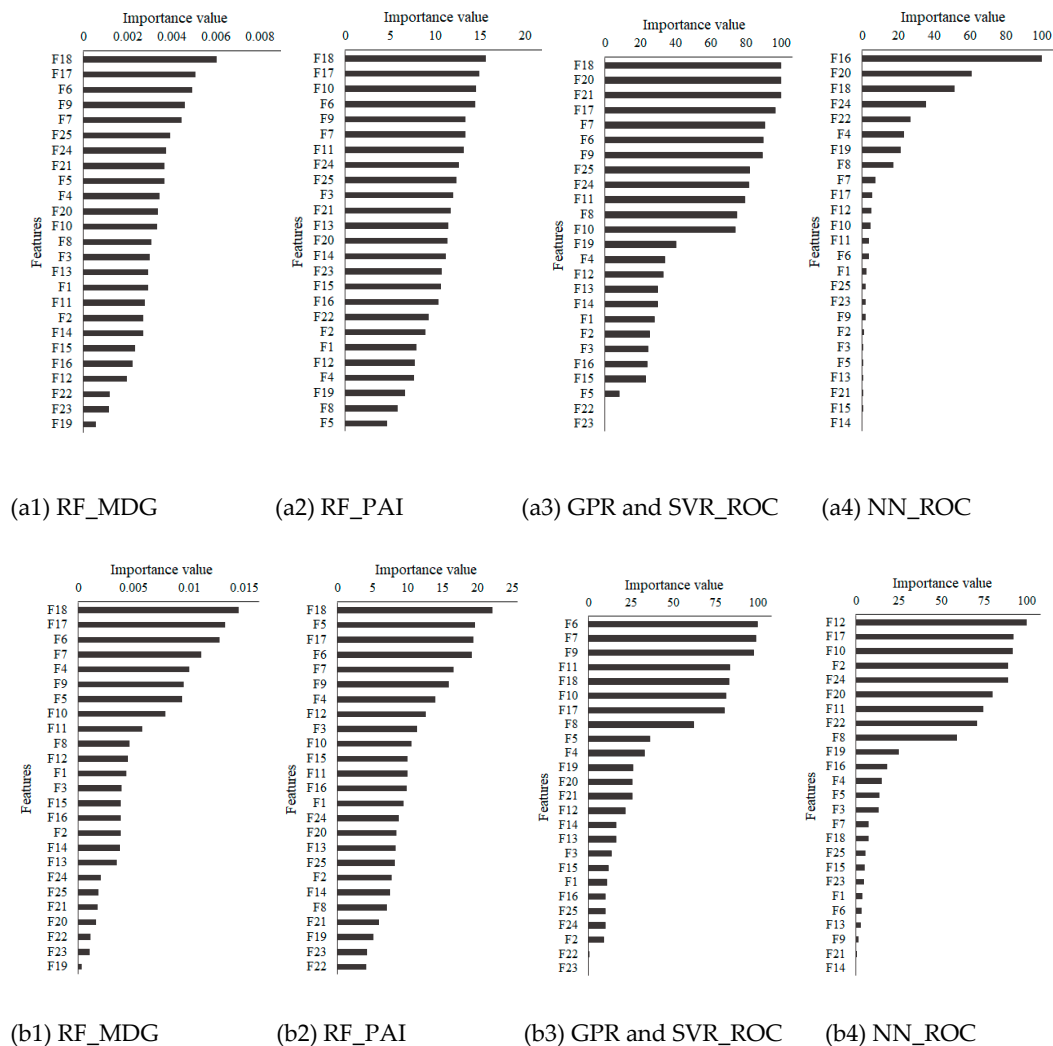 Importance value
0 0.002 0.004 0.006 0.008
Features
F18
F17
F6
F9
F7
F25
F24
F21
F5
F4
F20
F10
F8
F3
F13
F1
F11
F2
F14
F15
F16
F12
F22
F23
F19
(a1) RF_MDG
Importance value
0 5 10 15 20
Features
F18
F17
F10
F6
F9
F7
F11
F24
F25
F3
F21
F13
F20
F14
F23
F15
F16
F22
F2
F1
F12
F4
F19
F8
F5
(a2) RF_PAI
Importance value
0 20 40 60 80 100
Features
F18
F20
F21
F17
F7
F6
F9
F25
F24
F11
F8
F10
F19
F4
F12
F13
F14
F1
F2
F3
F16
F15
F5
F22
F23
(a3) GPR and SVR_ROC
Importance value
0 20 40 60 80 100
Features
F16
F20
F18
F24
F22
F4
F19
F8
F7
F17
F12
F10
F11
F6
F1
F25
F23
F9
F2
F3
F5
F13
F21
F15
F14
(a4) NN_ROC
Importance value
0 0.005 0.01 0.015
Features
F18
F17
F6
F7
F4
F9
F5
F10
F11
F8
F12
F1
F3
F15
F16
F2
F14
F13
F24
F25
F21
F20
F22
F23
F19
(b1) RF_MDG
Importance value
0 5 10 15 20 25
Features
F18
F5
F17
F6
F7
F9
F4
F12
F3
F10
F15
F11
F16
F1
F24
F20
F13
F25
F2
F14
F8
F21
F19
F23
F22
(b2) RF_PAI
Importance value
0 25 50 75 100
Features
F6
F7
F9
F11
F18
F10
F17
F8
F5
F4
F19
F20
F21
F12
F14
F13
F3
F15
F1
F16
F25
F24
F2
F22
F23
(b3) GPR and SVR_ROC
Importance value
0 25 50 75 100
Features
F12
F17
F10
F2
F24
F20
F11
F22
F8
F19
F16
F4
F5
F3
F7
F18
F25
F15
F23
F1
F6
F13
F9
F21
F14
(b4) NN_ROC